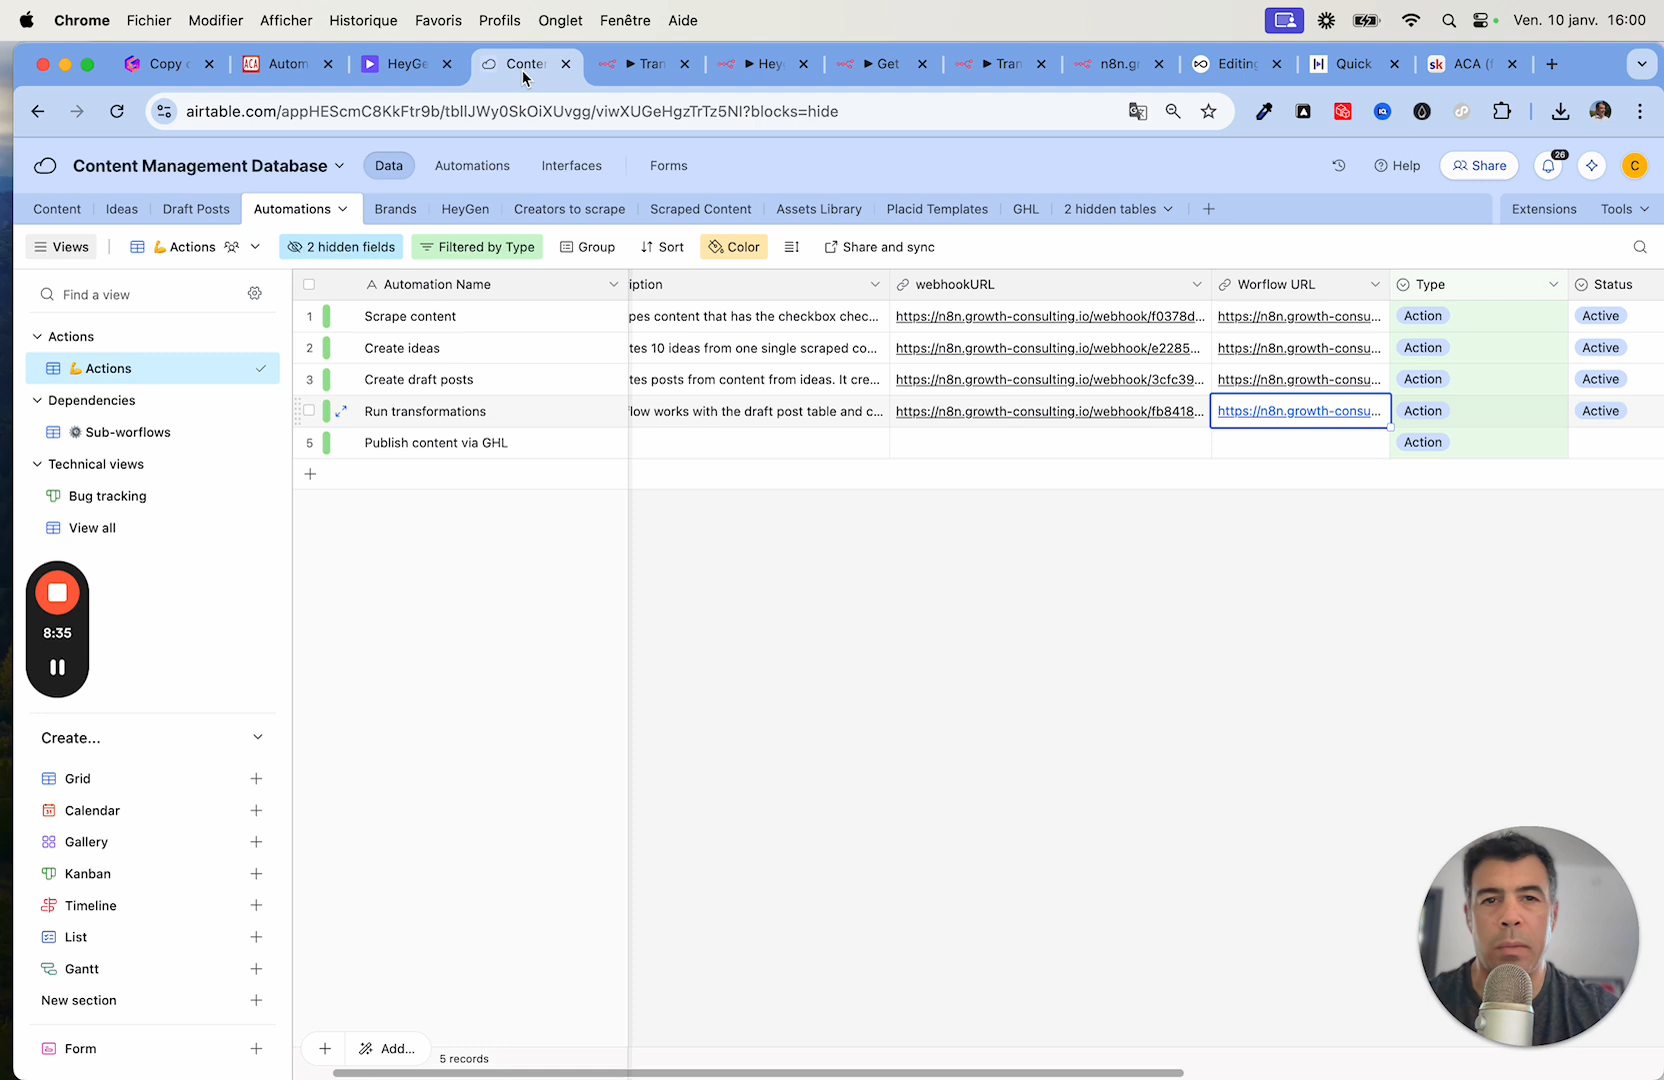 Chrome Fichier Modifier Afficher Historique Favoris Profils Onglet Fenêtre Aide Ven. 10 janv. 16:00
Copy Autom HeyGe Conten Tran Hey Get Tran n8n.gr Editing Quick ACA (f
airtable.com/appHEScmC8KkFtr9b/tblIJWy0SkOiXUvgg/viwXUGeHgzTrTz5NI?blocks=hide
Content Management Database Data Automations Interfaces Forms Help Share 26 C
Content Ideas Draft Posts Automations Brands HeyGen Creators to scrape Scraped Content Assets Library Placid Templates GHL 2 hidden tables Extensions Tools
Views Actions 2 hidden fields Filtered by Type Group Sort Color Share and sync
Find a view
Actions
Actions
Dependencies
Sub-worflows
Technical views
Bug tracking
View all
8:35
Create...
Grid
Calendar
Gallery
Kanban
Timeline
List
Gantt
New section
Form
Automation Name iption webhookURL Worflow URL Type Status
1 Scrape content pes content that has the checkbox chec... https://n8n.growth-consulting.io/webhook/f0378d... https://n8n.growth-consu... Action Active
2 Create ideas tes 10 ideas from one single scraped co... https://n8n.growth-consulting.io/webhook/e2285... https://n8n.growth-consu... Action Active
3 Create draft posts tes posts from content from ideas. It cre... https://n8n.growth-consulting.io/webhook/3cfc39... https://n8n.growth-consu... Action Active
Run transformations low works with the draft post table and c... https://n8n.growth-consulting.io/webhook/fb8418... https://n8n.growth-consu... Action Active
5 Publish content via GHL Action
Add...
5 records